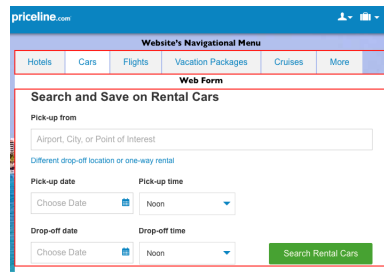 priceline.com
Website's Navigational Menu
Hotels Cars Flights Vacation Packages Cruises More
Web Form
Search and Save on Rental Cars
Pick-up from
Airport, City, or Point of Interest
Different drop-off location or one-way rental
Pick-up date Pick-up time
Choose Date Noon
Drop-off date Drop-off time
Choose Date Noon Search Rental Cars